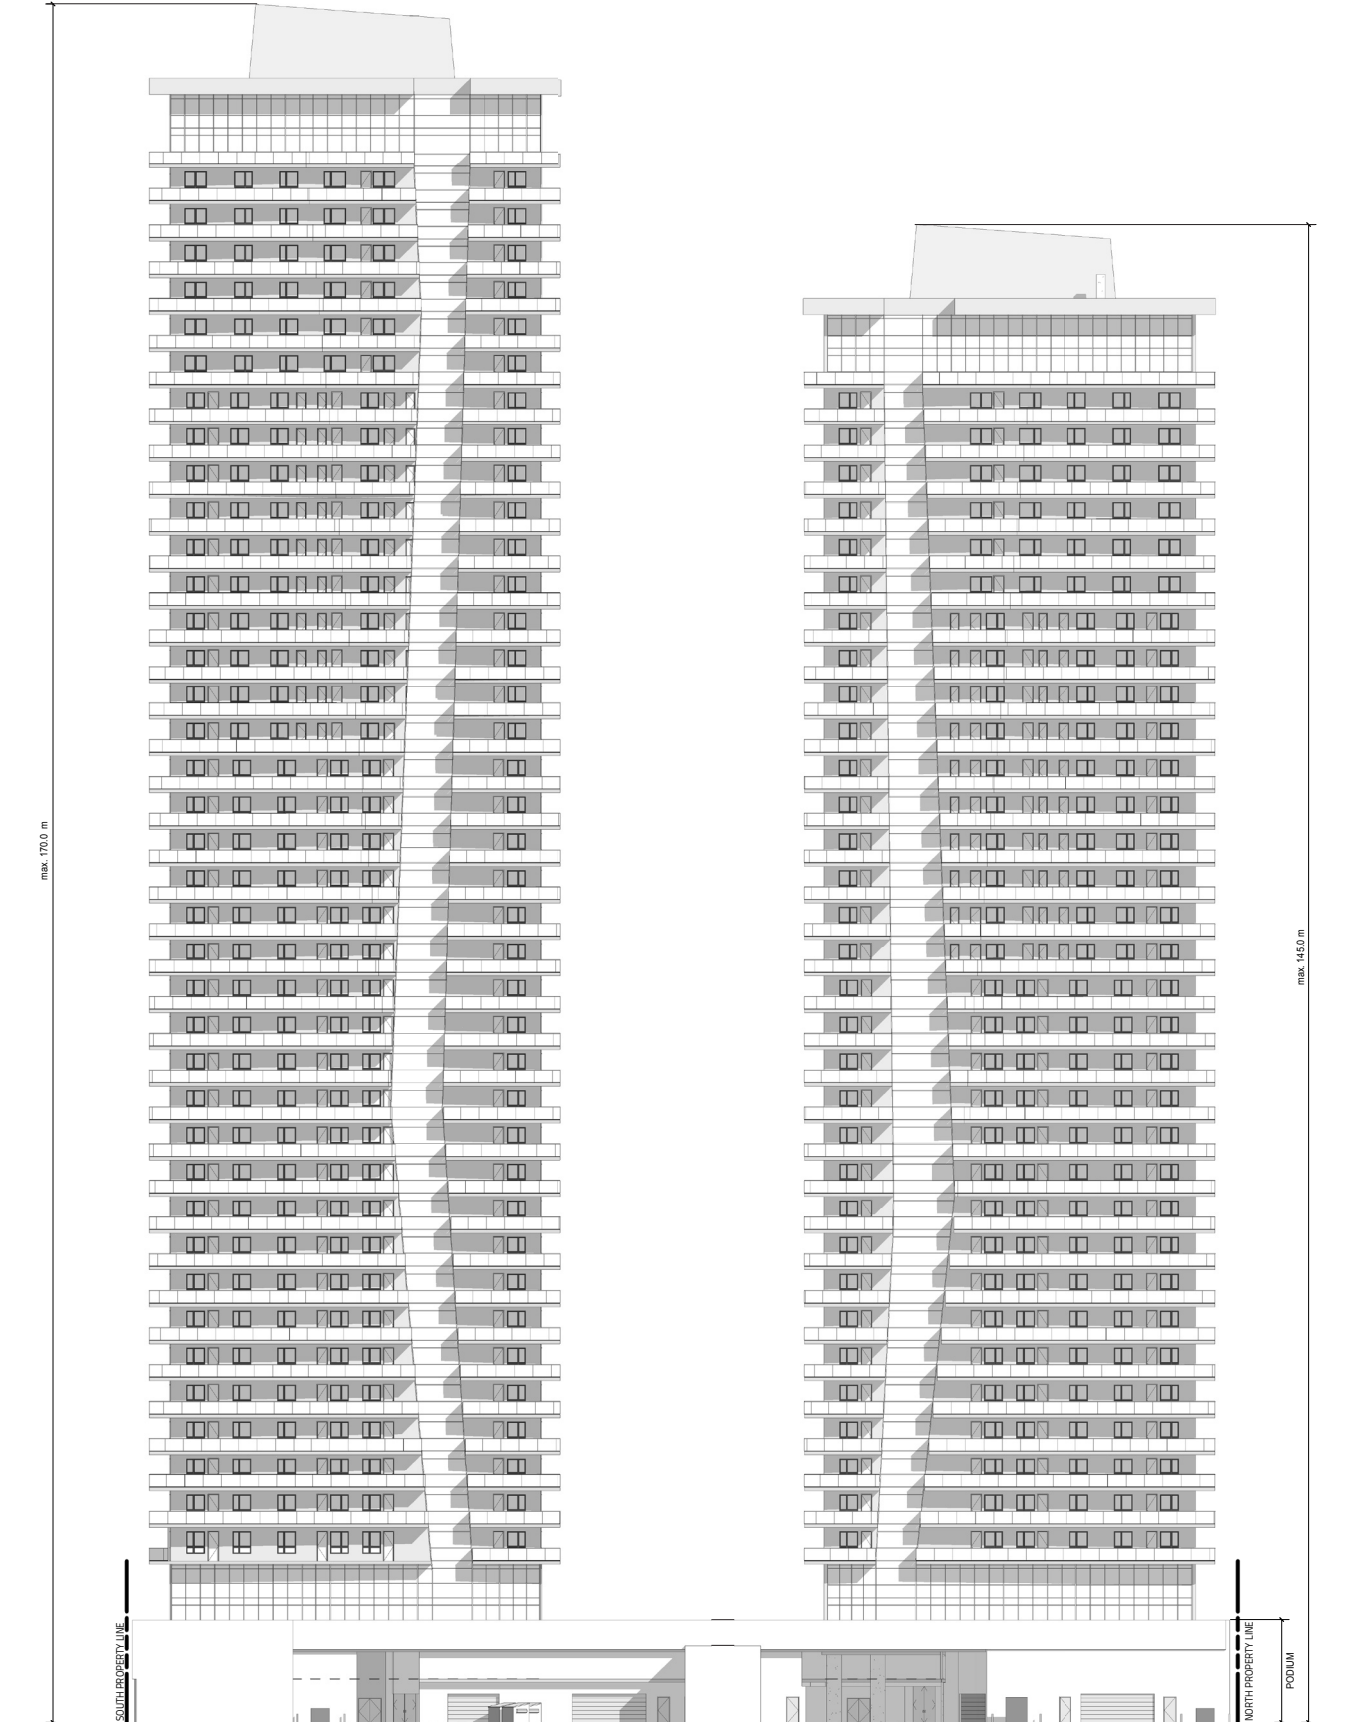 max. 170.0 m
max. 145.0 m
SOUTH PROPERTY LINE
NORTH PROPERTY LINE
PODIUM